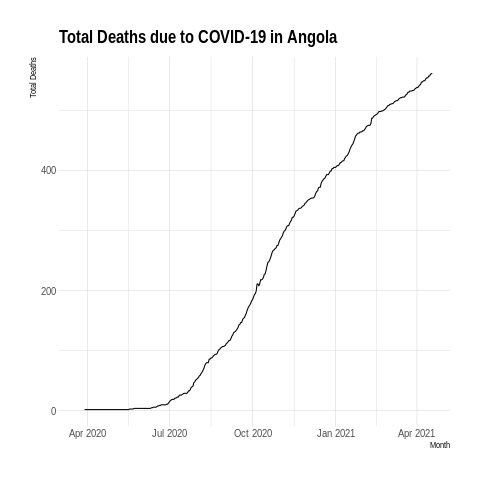 Total Deaths due to COVID-19 in Angola
Total Deaths
400
200
0
Apr 2020 Jul 2020 Oct 2020 Jan 2021 Apr 2021
Month